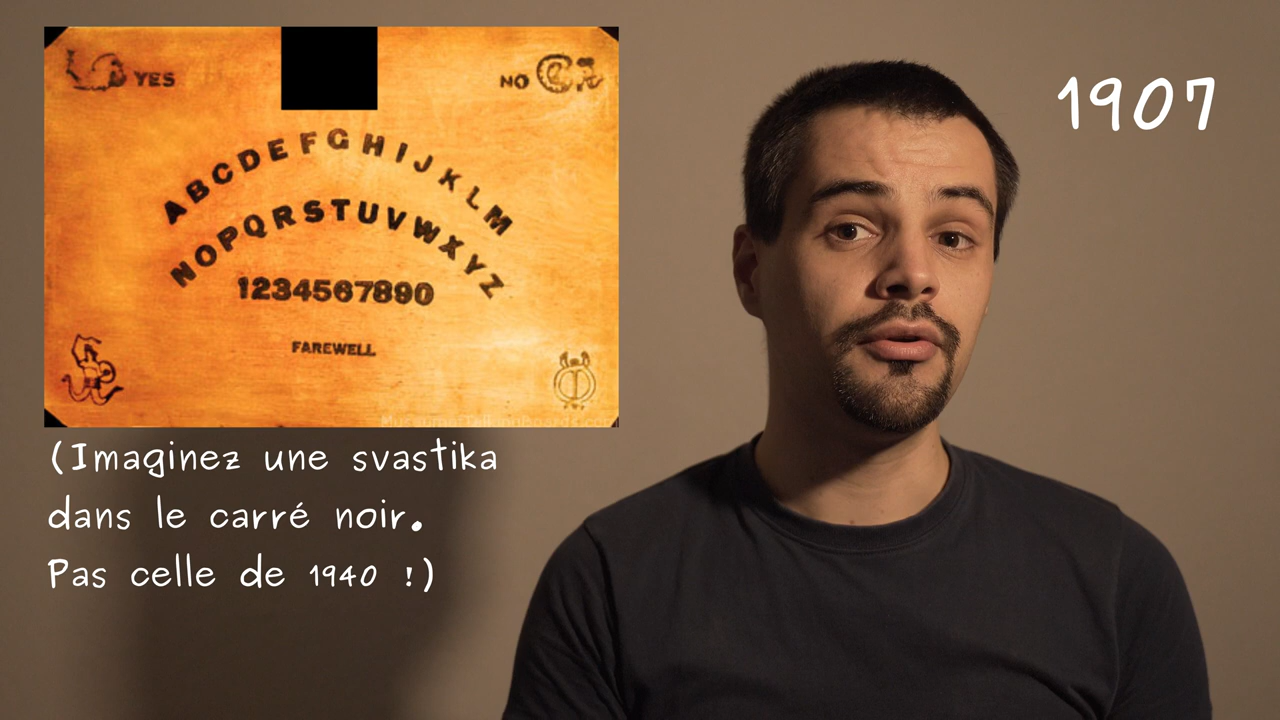 YES
NO
ABCDEFGHIJKLM
NOPQRSTUVWXYZ
1234567890
FAREWELL
(Imaginez une svastika
dans le carré noir.
Pas celle de 1940 !)
1907